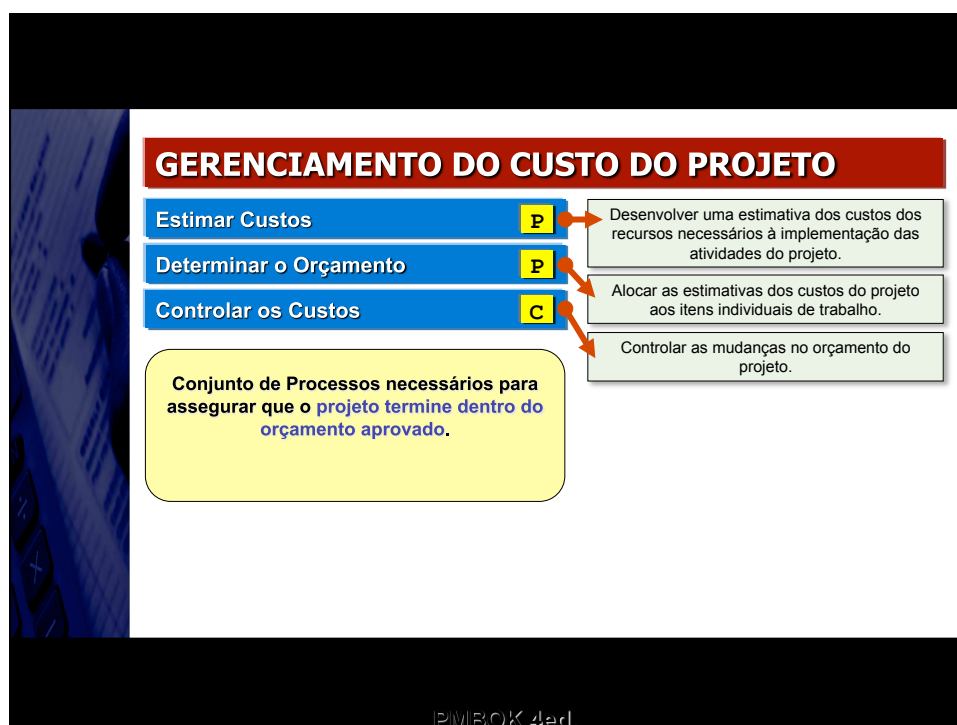 GERENCIAMENTO DO CUSTO DO PROJETO
Estimar Custos P
Determinar o Orçamento P
Controlar os Custos C
Desenvolver uma estimativa dos custos dos
recursos necessários à implementação das
atividades do projeto.
Alocar as estimativas dos custos do projeto
aos itens individuais de trabalho.
Controlar as mudanças no orçamento do
projeto.
Conjunto de Processos necessários para
assegurar que o projeto termine dentro do
orçamento aprovado.
PMBOK 4ed